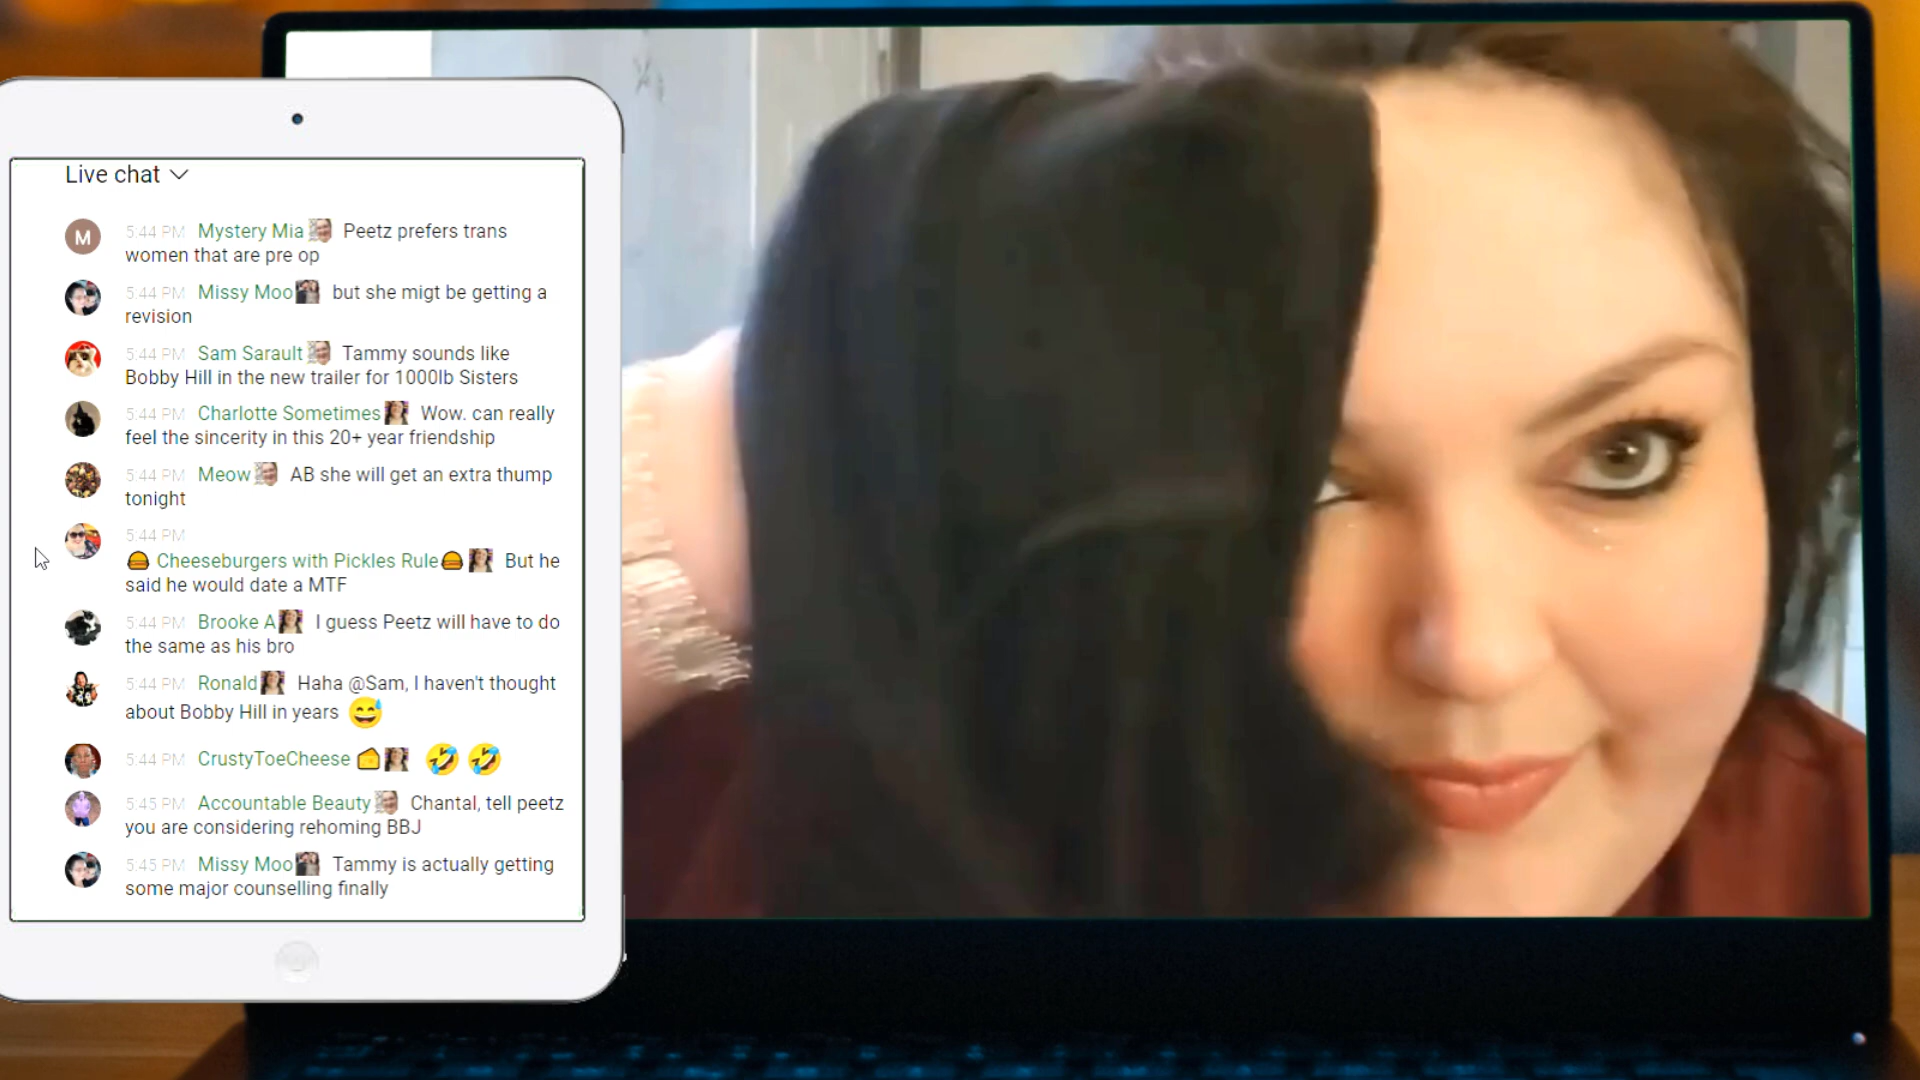 Live chat
M
5:44 PM Mystery Mia Peetz prefers trans
women that are pre op
5:44 PM Missy Moo but she migt be getting a
revision
5:44 PM Sam Sarault Tammy sounds like
Bobby Hill in the new trailer for 1000lb Sisters
5:44 PM Charlotte Sometimes Wow. can really
feel the sincerity in this 20+ year friendship
5:44 PM Meow AB she will get an extra thump
tonight
5:44 PM
🍔 Cheeseburgers with Pickles Rule🍔 But he
said he would date a MTF
5:44 PM Brooke A I guess Peetz will have to do
the same as his bro
5:44 PM Ronald Haha @Sam, I haven't thought
about Bobby Hill in years 😅
5:44 PM CrustyToeCheese 🧀 🤣 🤣
5:45 PM Accountable Beauty Chantal, tell peetz
you are considering rehoming BBJ
5:45 PM Missy Moo Tammy is actually getting
some major counselling finally